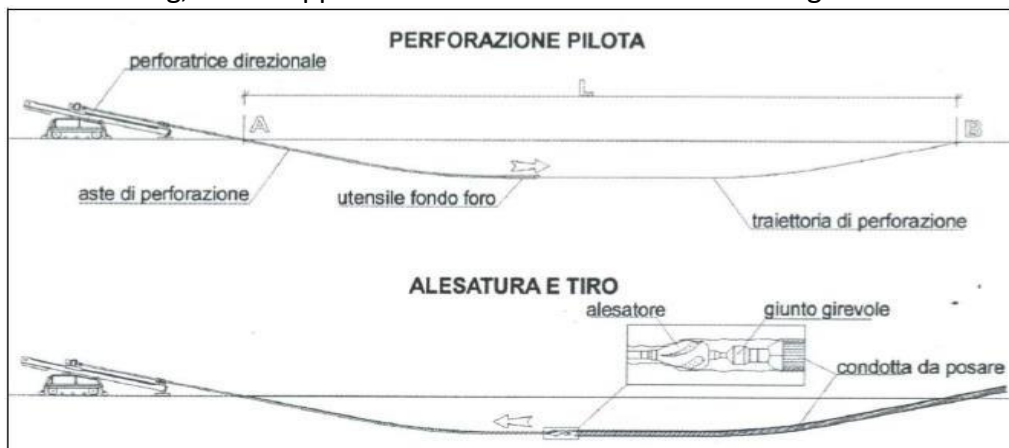 PERFORAZIONE PILOTA
perforatrice direzionale
L
A
B
aste di perforazione
utensile fondo foro
traiettoria di perforazione
ALESATURA E TIRO
alesatore
giunto girevole
condotta da posare